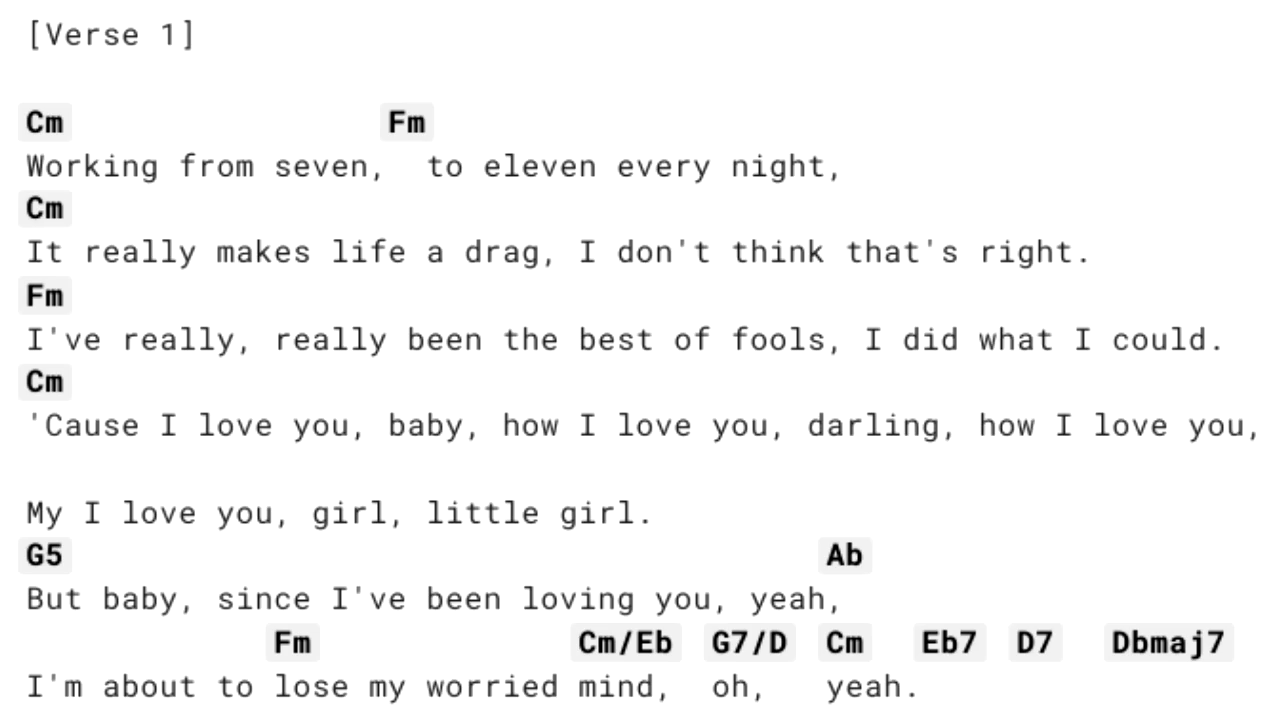 [Verse 1]
Cm Fm
Working from seven, to eleven every night,
Cm
It really makes life a drag, I don't think that's right.
Fm
I've really, really been the best of fools, I did what I could.
Cm
'Cause I love you, baby, how I love you, darling, how I love you,
My I love you, girl, little girl.
G5 Ab
But baby, since I've been loving you, yeah,
Fm Cm/Eb G7/D Cm Eb7 D7 Dbmaj7
I'm about to lose my worried mind, oh, yeah.